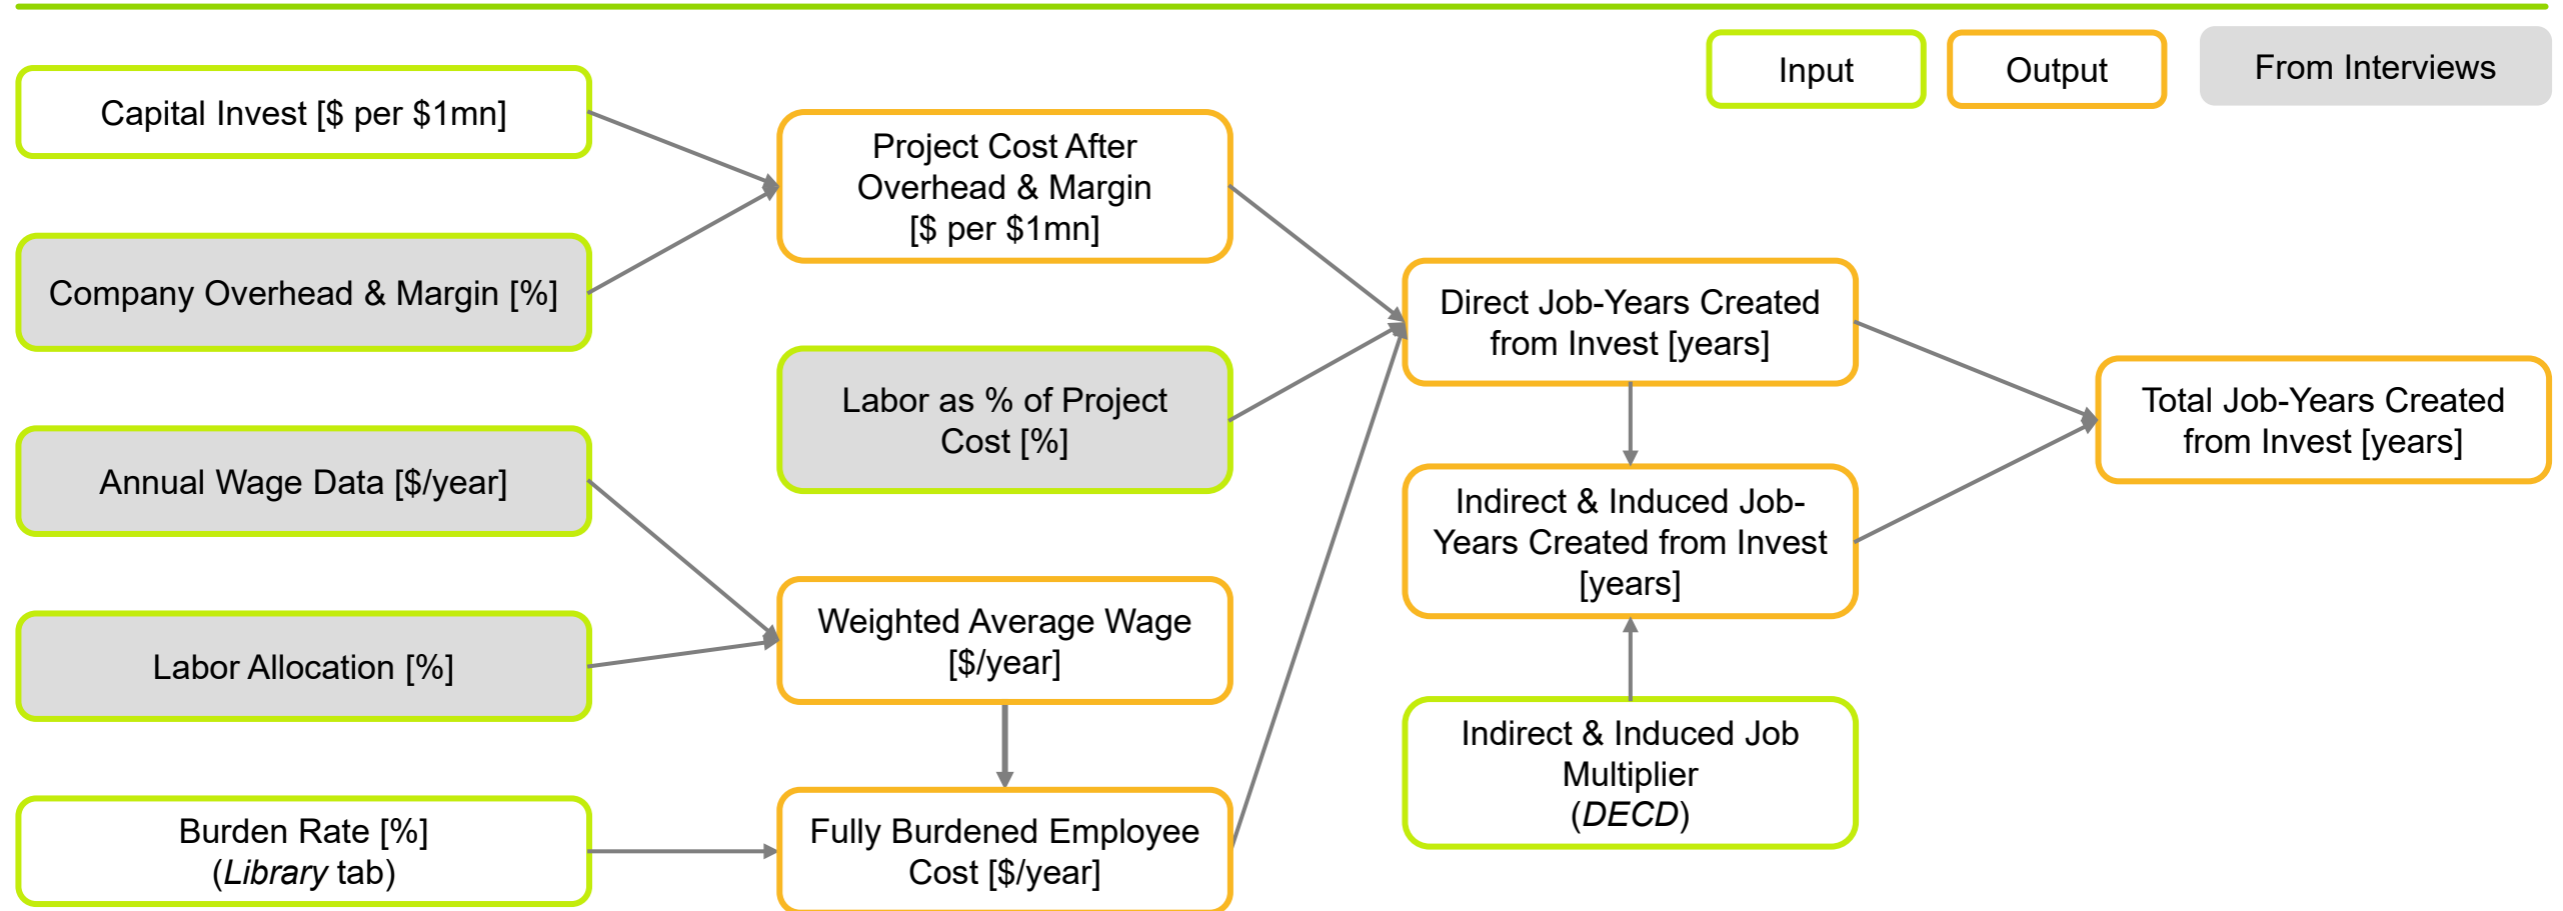 Input
Output
From Interviews
Capital Invest [$ per $1mn]
Company Overhead & Margin [%]
Annual Wage Data [$/year]
Labor Allocation [%]
Burden Rate [%]
(Library tab)
Project Cost After
Overhead & Margin
[$ per $1mn]
Labor as % of Project
Cost [%]
Weighted Average Wage
[$/year]
Fully Burdened Employee
Cost [$/year]
Direct Job-Years Created
from Invest [years]
Indirect & Induced Job-
Years Created from Invest
[years]
Indirect & Induced Job
Multiplier
(DECD)
Total Job-Years Created
from Invest [years]